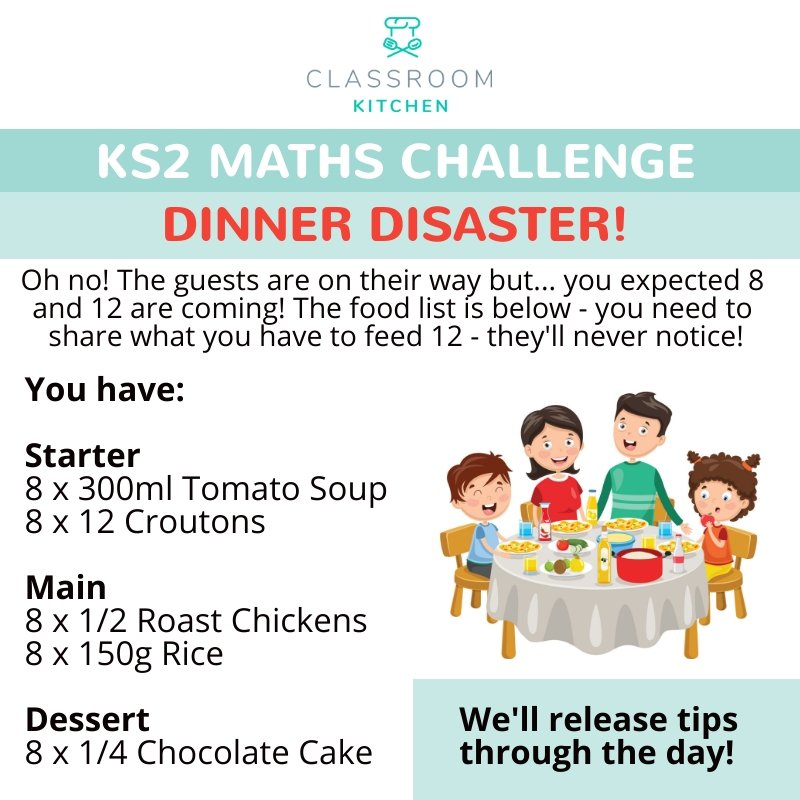 CLASSROOM
KITCHEN
KS2 MATHS CHALLENGE
DINNER DISASTER!
Oh no! The guests are on their way but... you expected 8
and 12 are coming! The food list is below - you need to
share what you have to feed 12 - they'll never notice!
You have:
Starter
8 x 300ml Tomato Soup
8 x 12 Croutons
Main
8 x 1/2 Roast Chickens
8 x 150g Rice
Dessert
8 x 1/4 Chocolate Cake
We'll release tips
through the day!